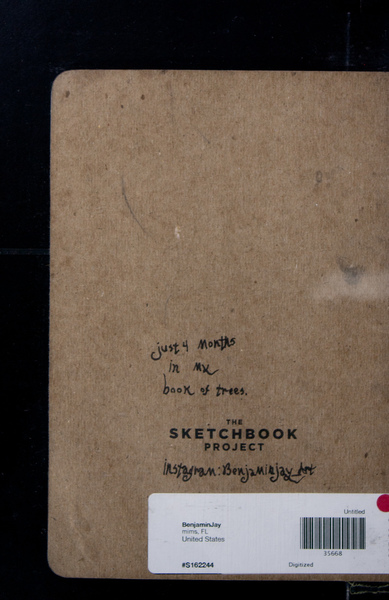 just 4 Months
in my
book of trees.
THE
SKETCHBOOK
PROJECT
instagram: Benjaminjay_Art
Untitled
BenjaminJay
mims, FL
United States
35668
#S162244
Digitized